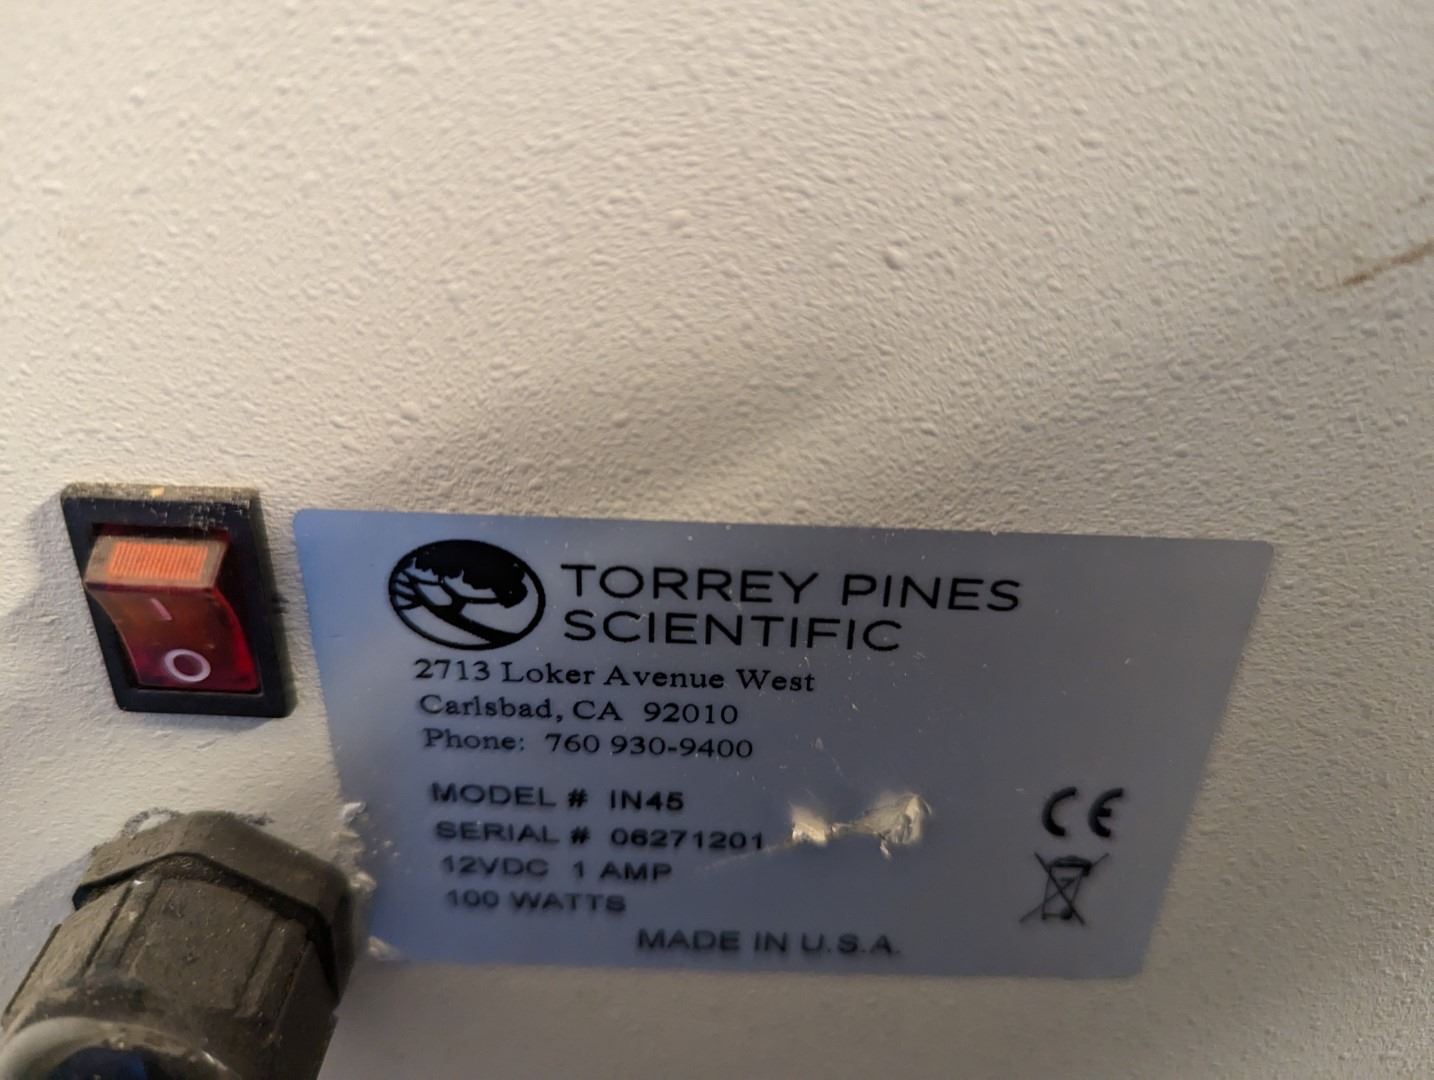 TORREY PINES
SCIENTIFIC
2713 Loker Avenue West
Carlsbad, CA 92010
Phone: 760 930-9400
MODEL # IN45
SERIAL # 06271201
12VDC 1 AMP
100 WATTS
MADE IN U.S.A.
CE
I
O